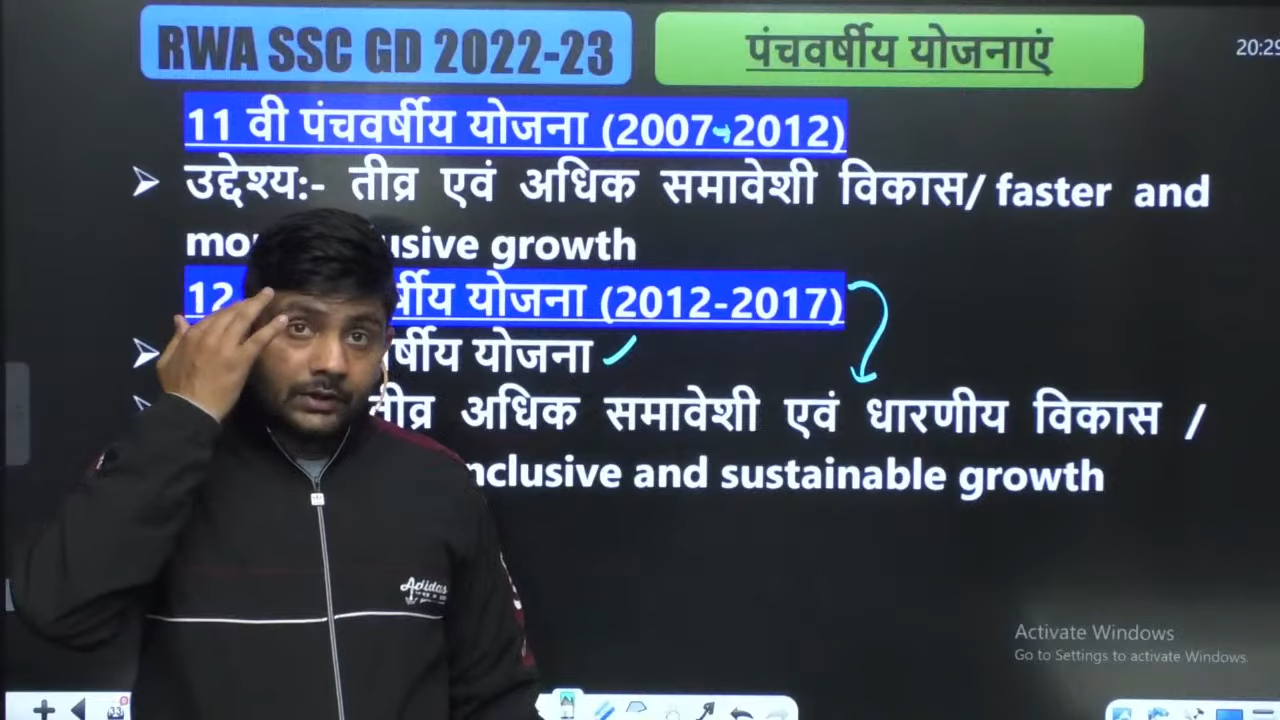 RWA SSC GD 2022-23
पंचवर्षीय योजनाएं
20:29
11 वी पंचवर्षीय योजना (2007-2012)
उद्देश्यः- तीव्र एवं अधिक समावेशी विकास/ faster and
growth
12 योजना (2012-2017)
योजना
तीव्र अधिक समावेशी एवं धारणीय विकास /
and sustainable growth
Adidas
Activate Windows
Go to Settings to activate Windows.
33